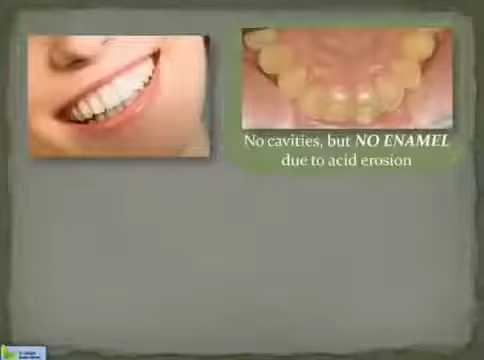 No cavities, but NO ENAMEL
due to acid erosion